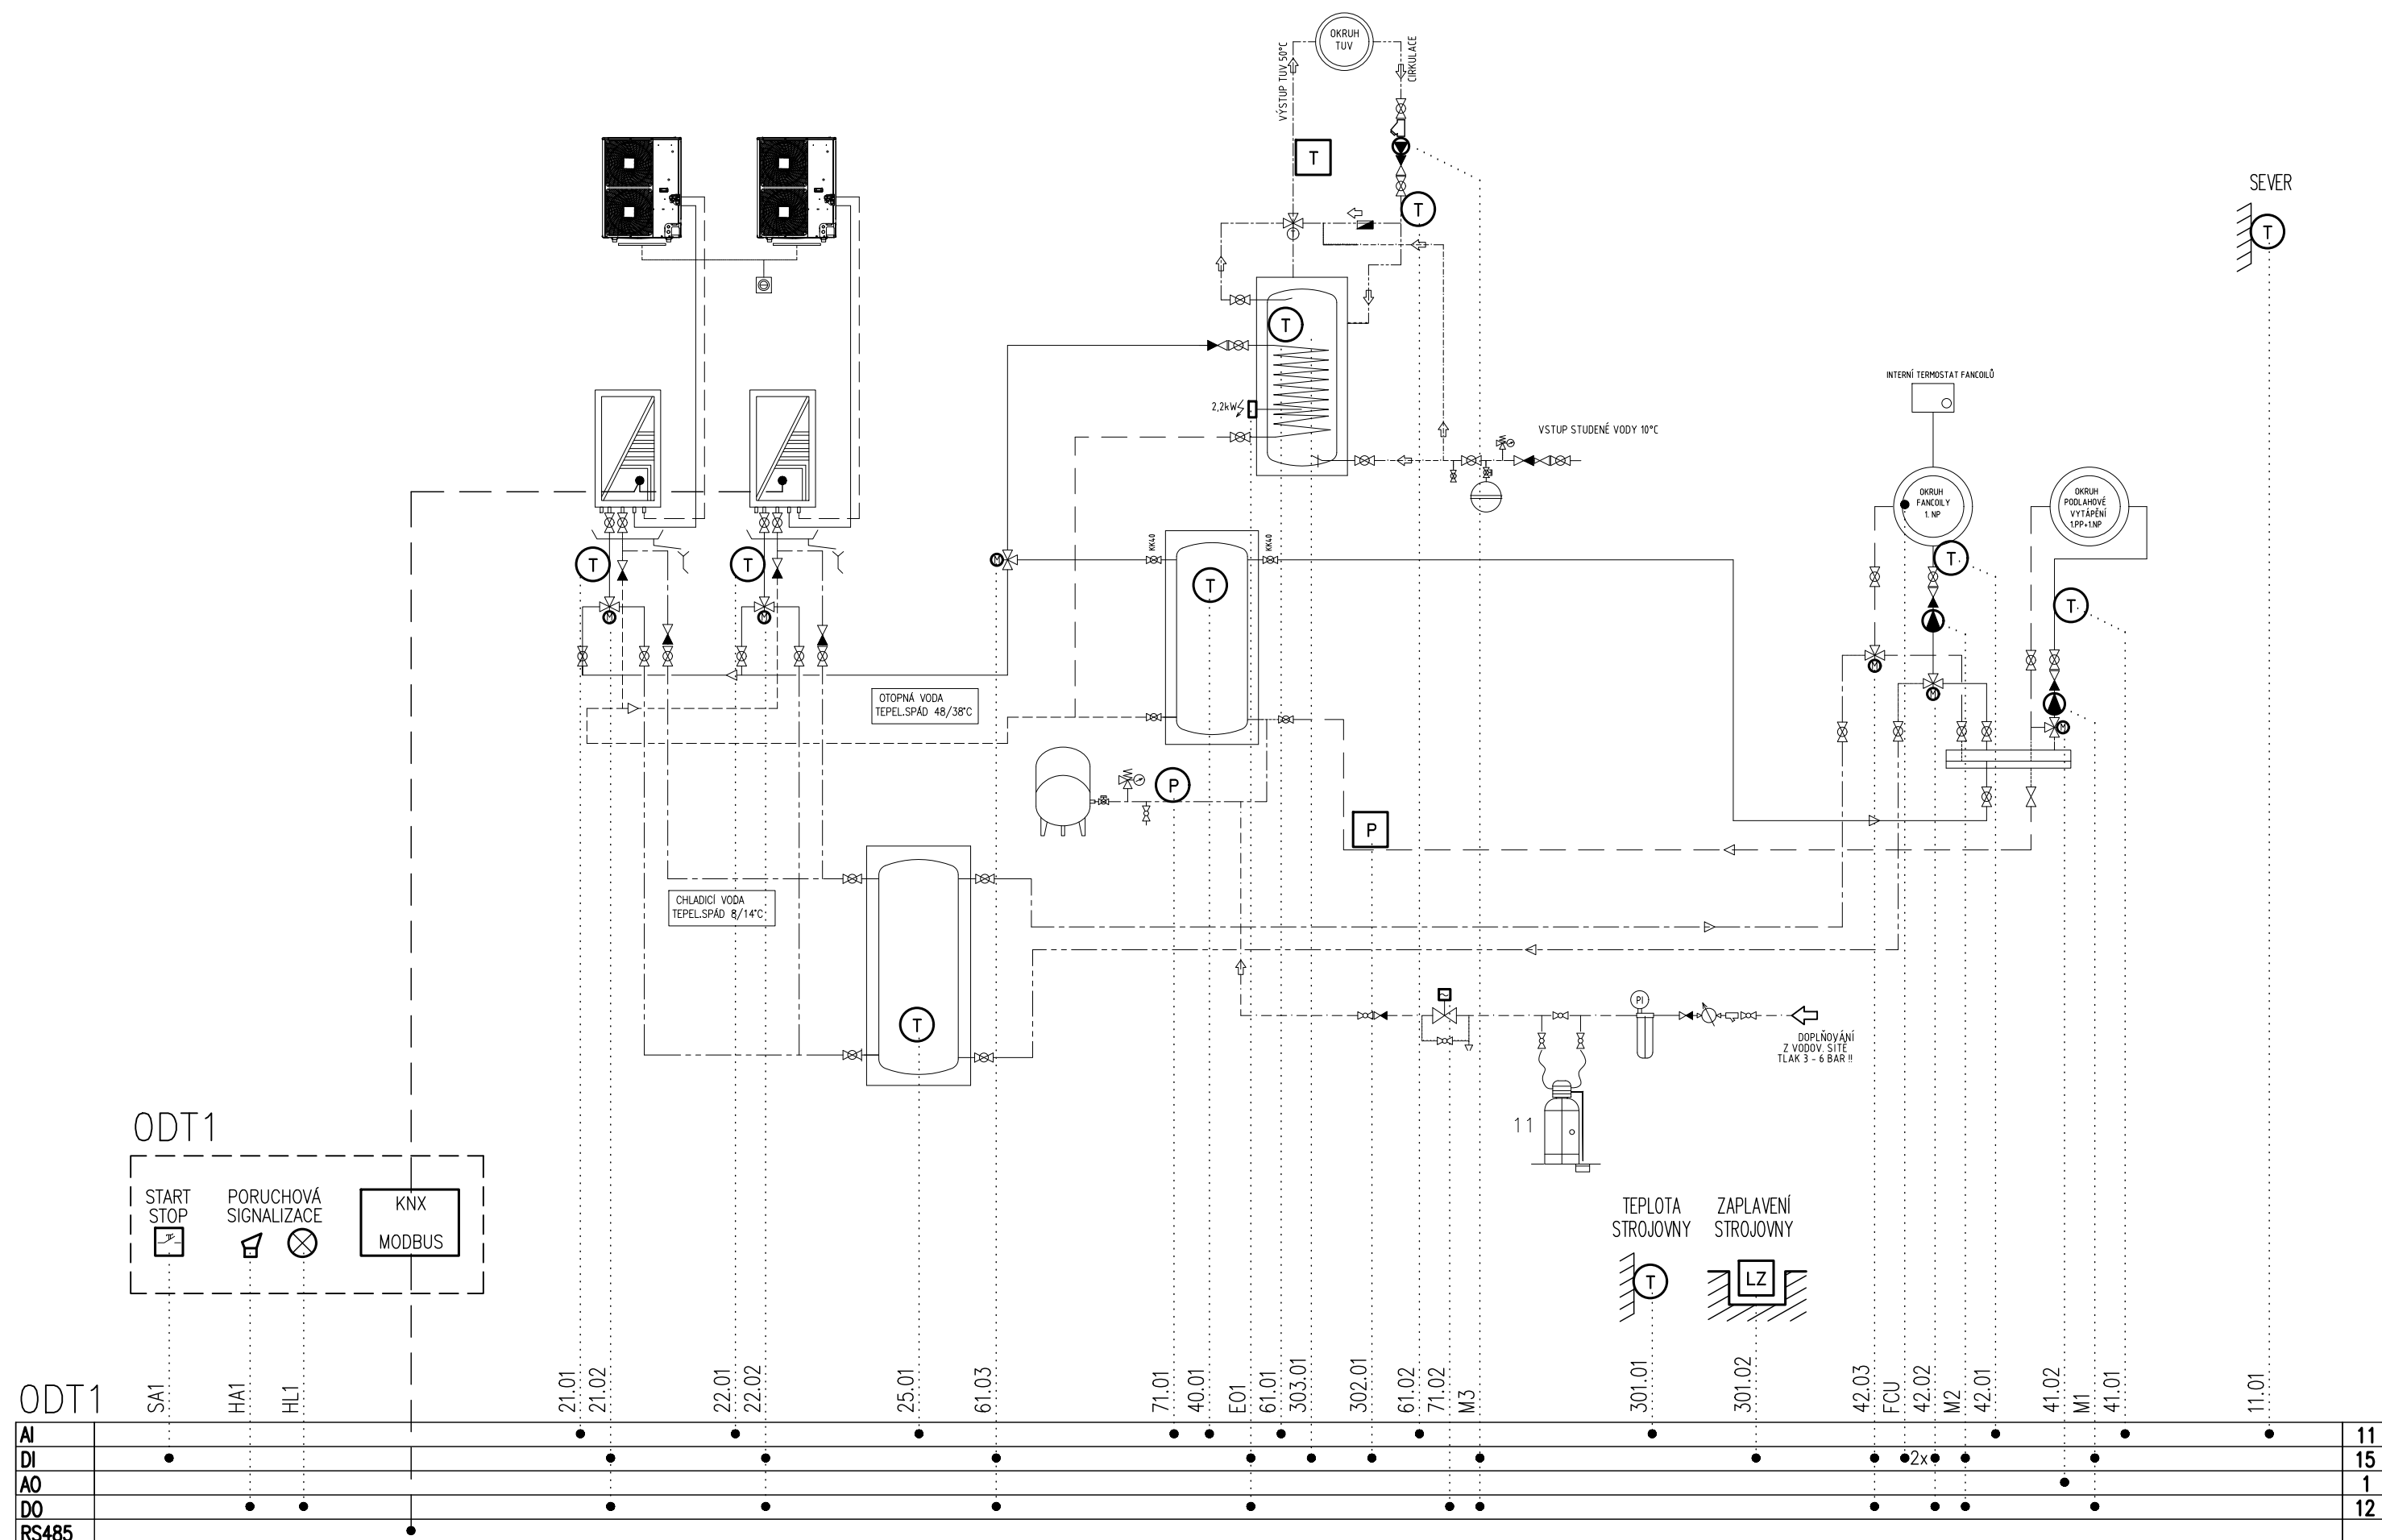 OKRUH
TUV
VÝSTUP TUV 50°C
CIRKULACE
T
T
SEVER
T
T
2,2kW
VSTUP STUDENÉ VODY 10°C
INTERNÍ TERMOSTAT FANCOILŮ
OKRUH
FANCOILY
1. NP
OKRUH
PODLAHOVÉ
VYTÁPĚNÍ
1.PP+1.NP
T
T
M
KK40
KK40
T
T
T
M
M
M
M
M
OTOPNÁ VODA
TEPEL.SPÁD 48/38°C
P
P
CHLADICÍ VODA
TEPEL.SPÁD 8/14°C
T
PI
DOPLŇOVÁNÍ
Z VODOV. SÍTĚ
TLAK 3 - 6 BAR !!
11
ODT1
START
STOP
PORUCHOVÁ
SIGNALIZACE
KNX
MODBUS
TEPLOTA
STROJOVNY
ZAPLAVENÍ
STROJOVNY
T
LZ
ODT1
SA1
HA1
HL1
21.01
21.02
22.01
22.02
25.01
61.03
71.01
40.01
EO1
61.01
303.01
302.01
61.02
71.02
M3
301.01
301.02
42.03
FCU
42.02
M2
42.01
41.02
M1
41.01
11.01
AI 11
DI 2x 15
AO 1
DO 12
RS485